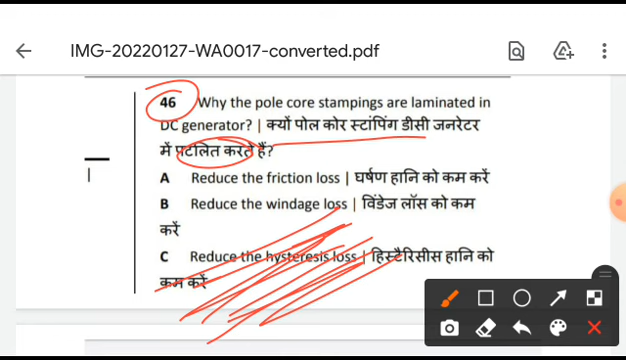 IMG-20220127-WA0017-converted.pdf
46 Why the pole core stampings are laminated in
DC generator? | क्यों पोल कोर स्टांपिंग डीसी जनरेटर
में पटलित करते हैं?
A Reduce the friction loss | घर्षण हानि को कम करें
B Reduce the windage loss | विंडेज लॉस को कम
करें
C Reduce the hysteresis loss | हिस्टैरिसीस हानि को
कम करें